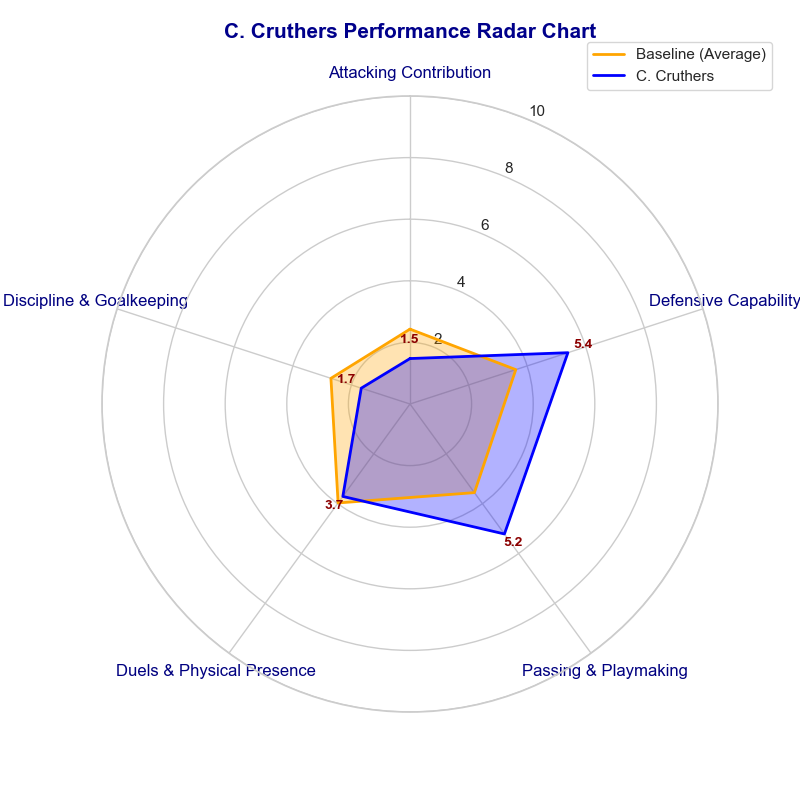 C. Cruthers Performance Radar Chart
Baseline (Average)
C. Cruthers
Attacking Contribution
10
8
6
4
2
Discipline & Goalkeeping
Defensive Capability
1.5
5.4
1.7
3.7
5.2
Duels & Physical Presence
Passing & Playmaking